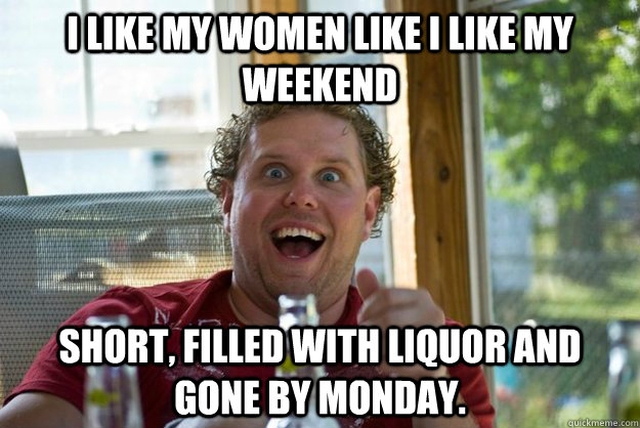 I LIKE MY WOMEN LIKE I LIKE MY
WEEKEND
SHORT, FILLED WITH LIQUOR AND
GONE BY MONDAY.
quickmeme.com